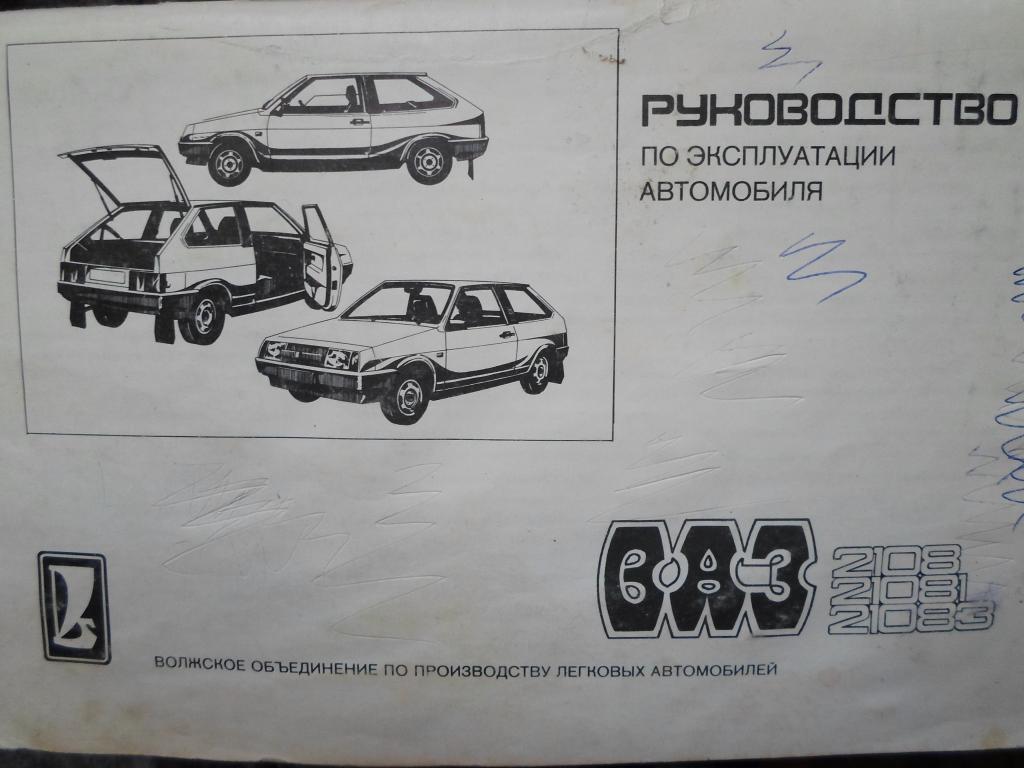 РУКОВОДСТВО
ПО ЭКСПЛУАТАЦИИ
АВТОМОБИЛЯ
ВАЗ
2108
21081
21083
ВОЛЖСКОЕ ОБЪЕДИНЕНИЕ ПО ПРОИЗВОДСТВУ ЛЕГКОВЫХ АВТОМОБИЛЕЙ